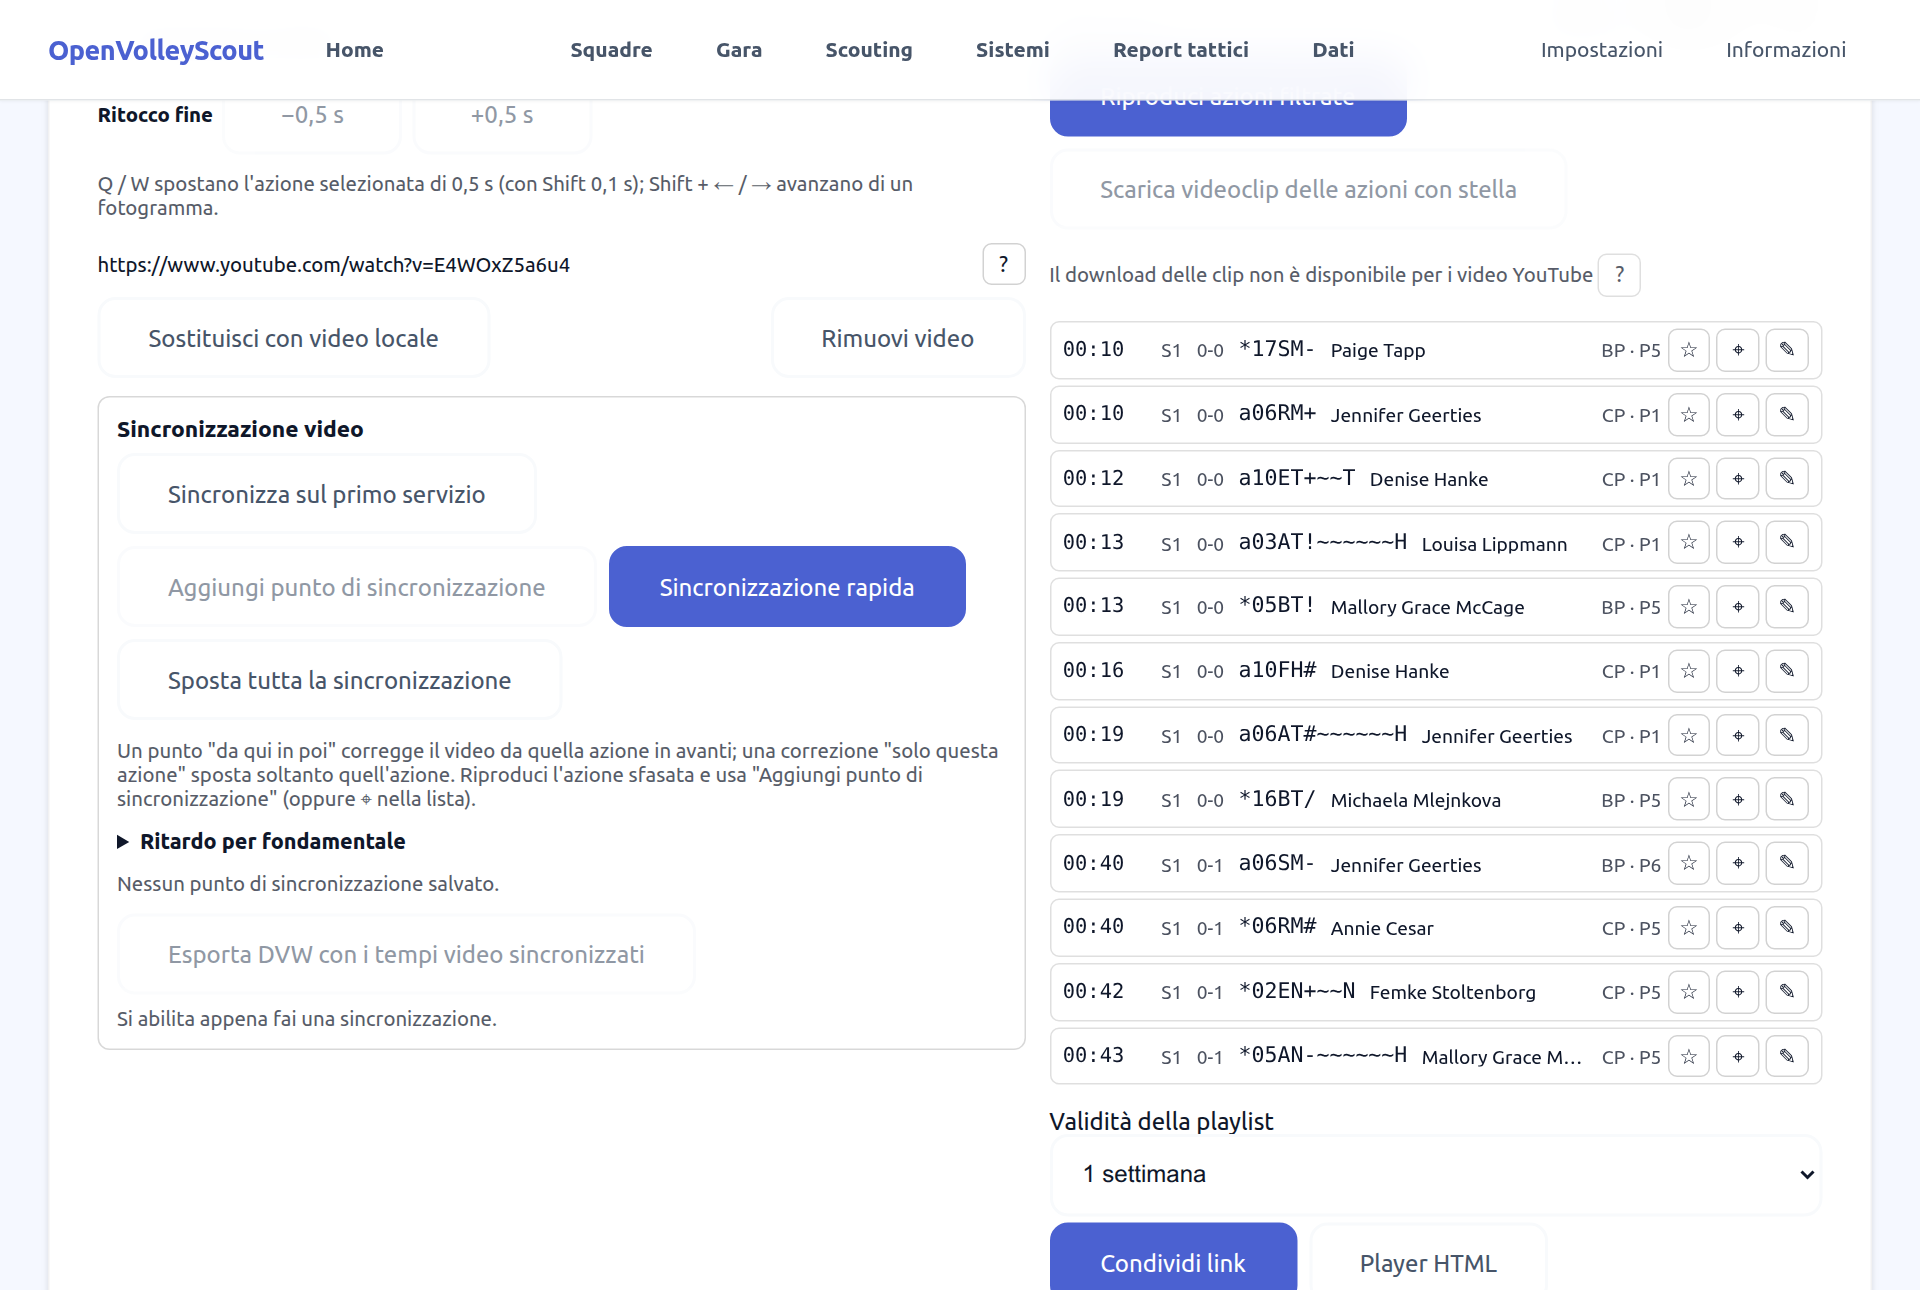 OpenVolleyScout Home Squadre Gara Scouting Sistemi Report tattici Dati Impostazioni Informazioni
Ritocco fine −0,5 s +0,5 s
Q / W spostano l'azione selezionata di 0,5 s (con Shift 0,1 s); Shift + ← / → avanzano di un
fotogramma.
https://www.youtube.com/watch?v=E4WOxZ5a6u4 ?
Sostituisci con video locale Rimuovi video
Sincronizzazione video
Sincronizza sul primo servizio
Aggiungi punto di sincronizzazione Sincronizzazione rapida
Sposta tutta la sincronizzazione
Un punto "da qui in poi" corregge il video da quella azione in avanti; una correzione "solo questa
azione" sposta soltanto quell'azione. Riproduci l'azione sfasata e usa "Aggiungi punto di
sincronizzazione" (oppure ⌖ nella lista).
▶ Ritardo per fondamentale
Nessun punto di sincronizzazione salvato.
Esporta DVW con i tempi video sincronizzati
Si abilita appena fai una sincronizzazione.
Riproduci azioni filtrate
Scarica videoclip delle azioni con stella
Il download delle clip non è disponibile per i video YouTube ?
00:10 S1 0-0 *17SM- Paige Tapp BP · P5 ☆ ⌖ ✎
00:10 S1 0-0 a06RM+ Jennifer Geerties CP · P1 ☆ ⌖ ✎
00:12 S1 0-0 a10ET+~~T Denise Hanke CP · P1 ☆ ⌖ ✎
00:13 S1 0-0 a03AT!~~~~~~H Louisa Lippmann CP · P1 ☆ ⌖ ✎
00:13 S1 0-0 *05BT! Mallory Grace McCage BP · P5 ☆ ⌖ ✎
00:16 S1 0-0 a10FH# Denise Hanke CP · P1 ☆ ⌖ ✎
00:19 S1 0-0 a06AT#~~~~~~H Jennifer Geerties CP · P1 ☆ ⌖ ✎
00:19 S1 0-0 *16BT/ Michaela Mlejnkova BP · P5 ☆ ⌖ ✎
00:40 S1 0-1 a06SM- Jennifer Geerties BP · P6 ☆ ⌖ ✎
00:40 S1 0-1 *06RM# Annie Cesar CP · P5 ☆ ⌖ ✎
00:42 S1 0-1 *02EN+~~N Femke Stoltenborg CP · P5 ☆ ⌖ ✎
00:43 S1 0-1 *05AN-~~~~~~H Mallory Grace M… CP · P5 ☆ ⌖ ✎
Validità della playlist
1 settimana
Condividi link Player HTML